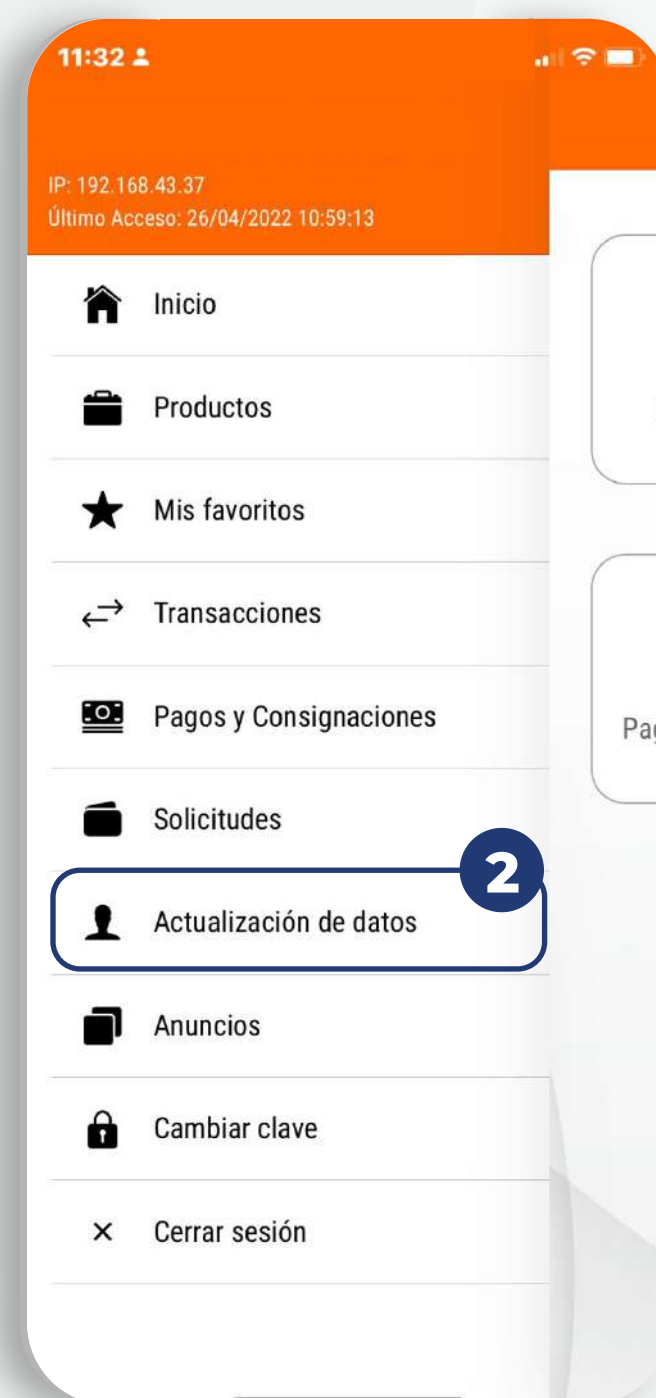 11:32
IP: 192.168.43.37
Último Acceso: 26/04/2022 10:59:13
Inicio
Productos
Mis favoritos
Transacciones
Pagos y Consignaciones
Pag
Solicitudes
2
Actualización de datos
Anuncios
Cambiar clave
Cerrar sesión